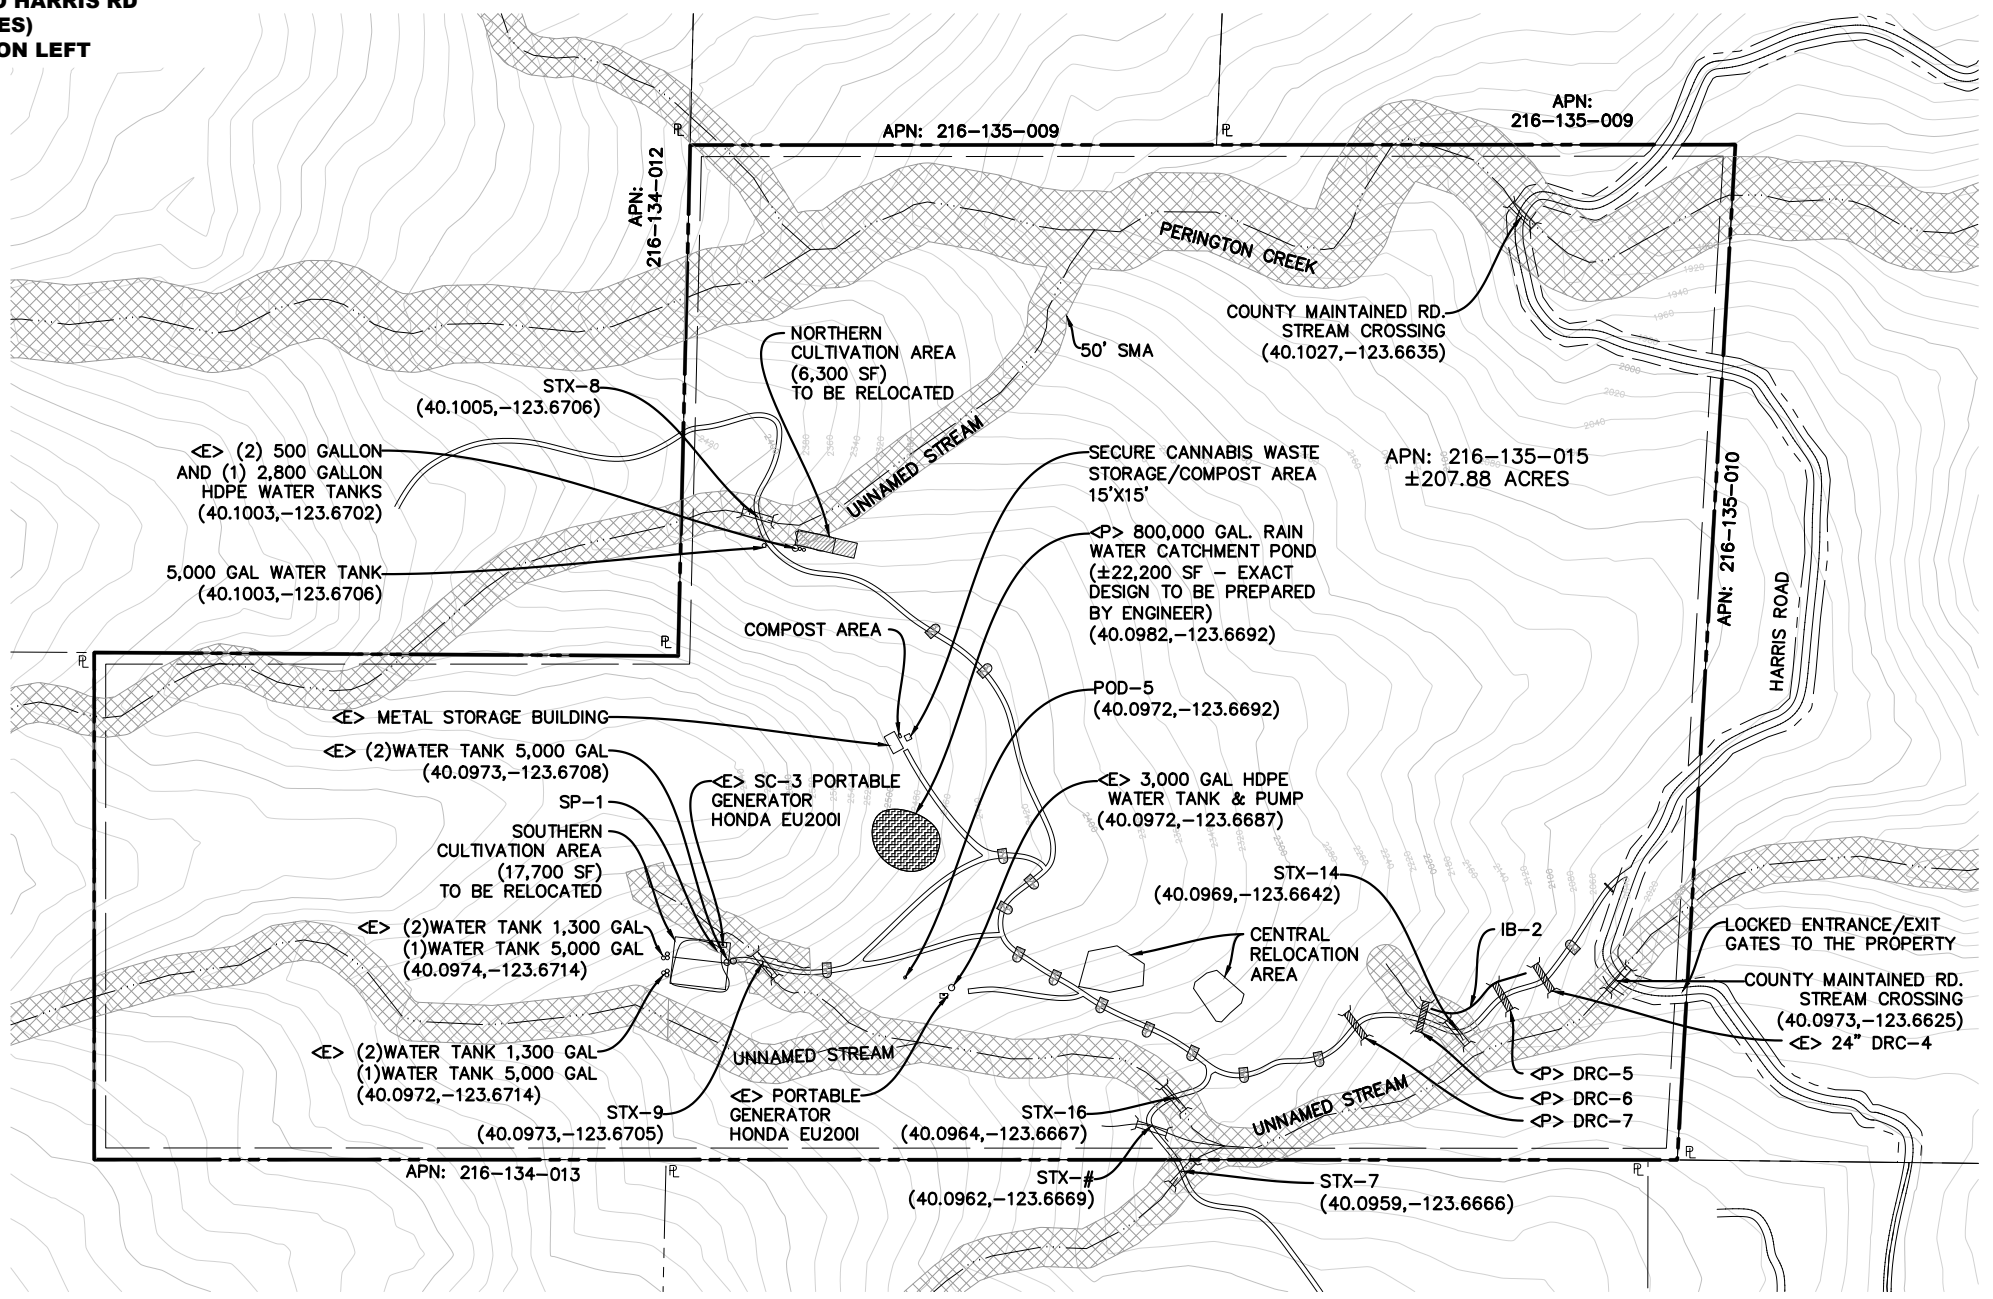 HARRIS RD
ES)
ON LEFT
APN: 216-135-009
APN:
216-135-009
APN:
216-134-012
PERINGTON CREEK
COUNTY MAINTAINED RD.
STREAM CROSSING
(40.1027,-123.6635)
50' SMA
NORTHERN
CULTIVATION AREA
(6,300 SF)
TO BE RELOCATED
STX-8
(40.1005,-123.6706)
<E> (2) 500 GALLON
AND (1) 2,800 GALLON
HDPE WATER TANKS
(40.1003,-123.6702)
5,000 GAL WATER TANK
(40.1003,-123.6706)
UNNAMED STREAM
SECURE CANNABIS WASTE
STORAGE/COMPOST AREA
15'X15'
<P> 800,000 GAL. RAIN
WATER CATCHMENT POND
(±22,200 SF - EXACT
DESIGN TO BE PREPARED
BY ENGINEER)
(40.0982,-123.6692)
APN: 216-135-015
±207.88 ACRES
APN: 216-135-010
HARRIS ROAD
COMPOST AREA
POD-5
(40.0972,-123.6692)
<E> METAL STORAGE BUILDING
<E> (2)WATER TANK 5,000 GAL
(40.0973,-123.6708)
SP-1
<E> SC-3 PORTABLE
GENERATOR
HONDA EU200I
<E> 3,000 GAL HDPE
WATER TANK & PUMP
(40.0972,-123.6687)
SOUTHERN
CULTIVATION AREA
(17,700 SF)
TO BE RELOCATED
STX-14
(40.0969,-123.6642)
<E> (2)WATER TANK 1,300 GAL
(1)WATER TANK 5,000 GAL
(40.0974,-123.6714)
CENTRAL
RELOCATION
AREA
IB-2
LOCKED ENTRANCE/EXIT
GATES TO THE PROPERTY
COUNTY MAINTAINED RD.
STREAM CROSSING
(40.0973,-123.6625)
<E> 24" DRC-4
<E> (2)WATER TANK 1,300 GAL
(1)WATER TANK 5,000 GAL
(40.0972,-123.6714)
UNNAMED STREAM
<E> PORTABLE
GENERATOR
HONDA EU200I
STX-9
(40.0973,-123.6705)
STX-16
(40.0964,-123.6667)
UNNAMED STREAM
<P> DRC-5
<P> DRC-6
<P> DRC-7
APN: 216-134-013
STX-#
(40.0962,-123.6669)
STX-7
(40.0959,-123.6666)